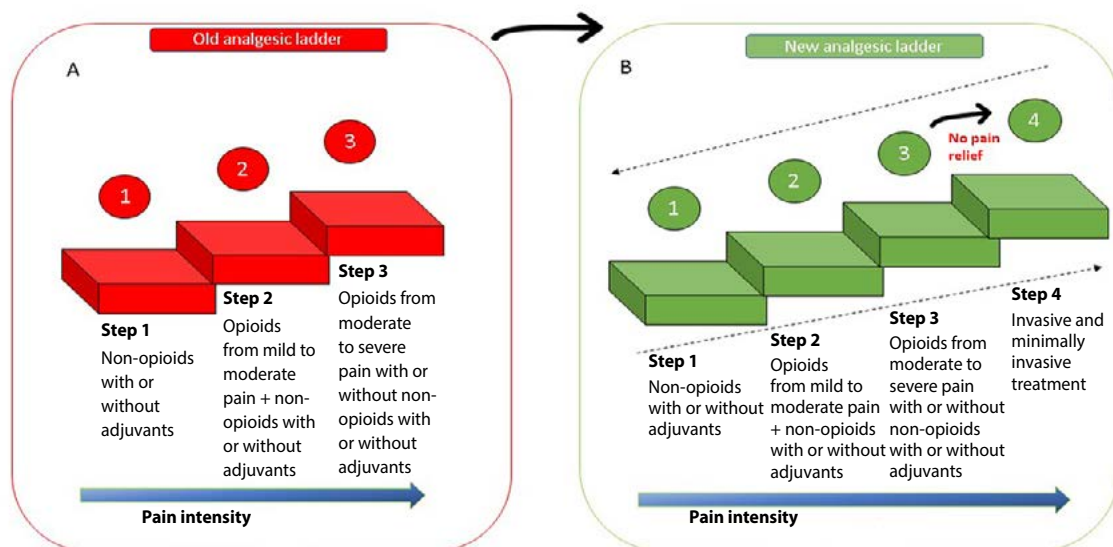 Old analgesic ladder
A
1
2
3
Step 1
Non-opioids
with or
without
adjuvants
Step 2
Opioids
from mild to
moderate
pain + non-
opioids with
or without
adjuvants
Step 3
Opioids from
moderate
to severe
pain with or
without non-
opioids with
or without
adjuvants
Pain intensity
New analgesic ladder
B
1
2
3
No pain
relief
4
Step 1
Non-opioids
with or without
adjuvants
Step 2
Opioids
from mild to
moderate pain
+ non-opioids
with or without
adjuvants
Step 3
Opioids from
moderate to
severe pain
with or without
non-opioids
with or without
adjuvants
Step 4
Invasive and
minimally
invasive
treatment
Pain intensity